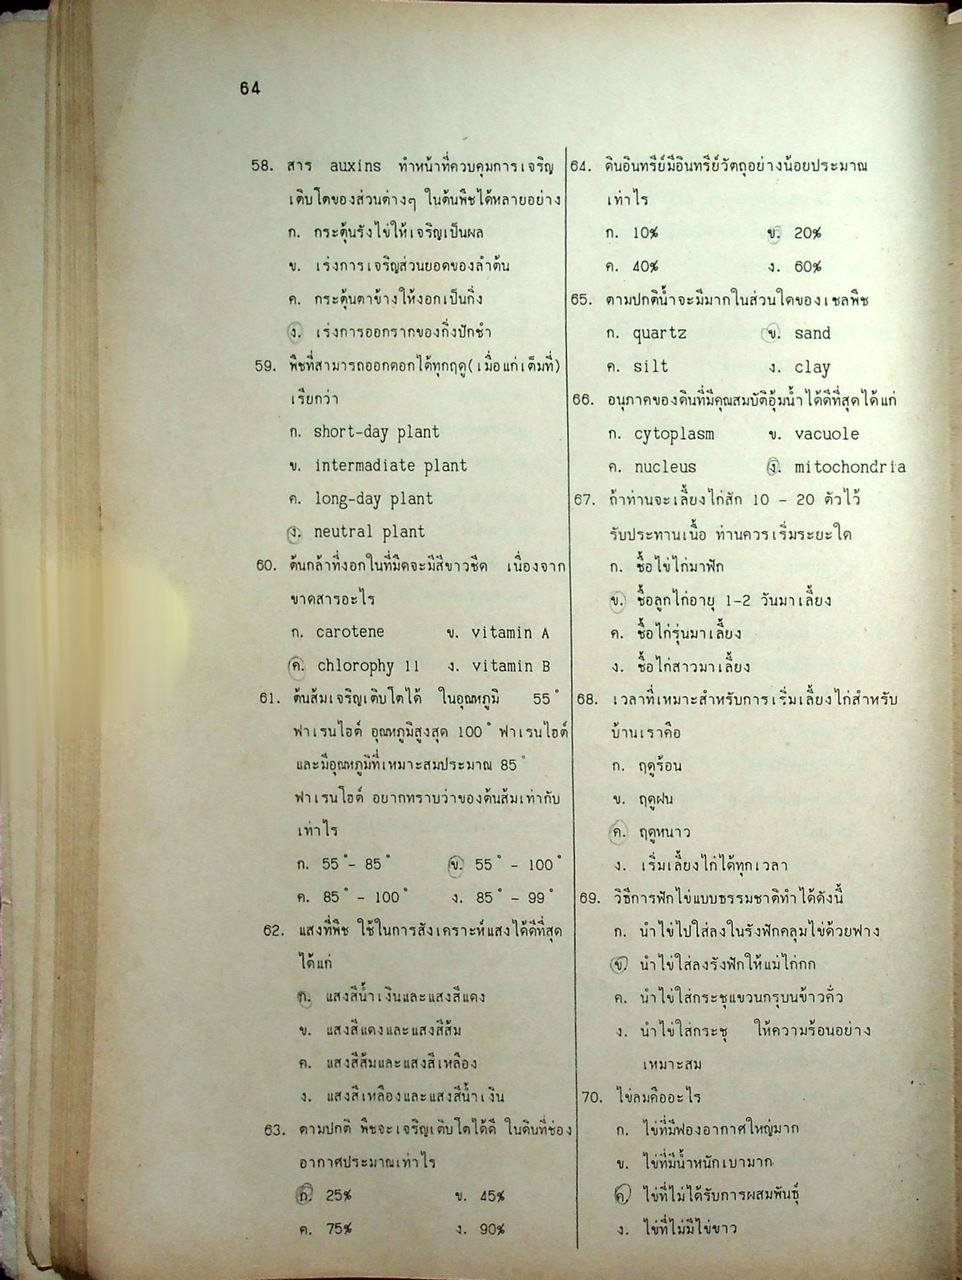 64
58. สาร auxins ทำหน้าที่ควบคุมการเจริญ
เติบโตของส่วนต่างๆ ในต้นพืชได้หลายอย่าง
ก. กระตุ้นรังไข่ให้เจริญเป็นผล
ข. เร่งการเจริญส่วนยอดของลำต้น
ค. กระตุ้นตาข้างให้งอกเป็นกิ่ง
ง. เร่งการออกรากของกิ่งปักชำ
59. พืชที่สามารถออกดอกได้ทุกฤดู(เมื่อแก่เต็มที่)
เรียกว่า
ก. short-day plant
ข. intermadiate plant
ค. long-day plant
ง. neutral plant
60. ต้นกล้าที่งอกในที่มืดจะมีสีขาวซีด เนื่องจาก
ขาดสารอะไร
ก. carotene ข. vitamin A
ค. chlorophy ll ง. vitamin B
61. ต้นส้มเจริญเติบโตได้ ในอุณหภูมิ 55°
ฟาเรนไฮต์ อุณหภูมิสูงสุด 100° ฟาเรนไฮต์
และมีอุณหภูมิที่เหมาะสมประมาณ 85°
ฟาเรนไฮต์ อยากทราบว่าของต้นส้มเท่ากับ
เท่าไร
ก. 55°- 85° ข. 55° - 100°
ค. 85° - 100° ง. 85° - 99°
62. แสงที่พืช ใช้ในการสังเคราะห์แสงได้ดีที่สุด
ได้แก่
ก. แสงสีน้ำเงินและแสงสีแดง
ข. แสงสีแดงและแสงสีส้ม
ค. แสงสีส้มและแสงสีเหลือง
ง. แสงสีเหลืองและแสงสีน้ำเงิน
63. ตามปกติ พืชจะเจริญเติบโตได้ดี ในดินที่ช่อง
อากาศประมาณเท่าไร
ก. 25% ข. 45%
ค. 75% ง. 90%
64. ดินอินทรีย์มีอินทรีย์วัตถุอย่างน้อยประมาณ
เท่าไร
ก. 10% ข. 20%
ค. 40% ง. 60%
65. ตามปกติน้ำจะมีมากในส่วนใดของเซลพืช
ก. quartz ข. sand
ค. silt ง. clay
66. อนุภาคของดินที่มีคุณสมบัติอุ้มน้ำได้ดีที่สุดได้แก่
ก. cytoplasm ข. vacuole
ค. nucleus ง. mitochondria
67. ถ้าท่านจะเลี้ยงไก่สัก 10 - 20 ตัวไว้
รับประทานเนื้อ ท่านควรเริ่มระยะใด
ก. ซื้อไข่ไก่มาฟัก
ข. ซื้อลูกไก่อายุ 1-2 วันมาเลี้ยง
ค. ซื้อไก่รุ่นมาเลี้ยง
ง. ซื้อไก่สาวมาเลี้ยง
68. เวลาที่เหมาะสำหรับการเริ่มเลี้ยงไก่สำหรับ
บ้านเราคือ
ก. ฤดูร้อน
ข. ฤดูฝน
ค. ฤดูหนาว
ง. เริ่มเลี้ยงไก่ได้ทุกเวลา
69. วิธีการฟักไข่แบบธรรมชาติทำได้ดังนี้
ก. นำไข่ไปใส่ลงในรังฟักคลุมไข่ด้วยฟาง
ข. นำไข่ใส่ลงรังฟักให้แม่ไก่กก
ค. นำไข่ใส่กระชุแขวนกรุบนข้าวคั่ว
ง. นำไข่ใส่กระชุ ให้ความร้อนอย่าง
เหมาะสม
70. ไข่ลมคืออะไร
ก. ไข่ที่มีฟองอากาศใหญ่มาก
ข. ไข่ที่มีน้ำหนักเบามาก
ค. ไข่ที่ไม่ได้รับการผสมพันธุ์
ง. ไข่ที่ไม่มีไข่ขาว